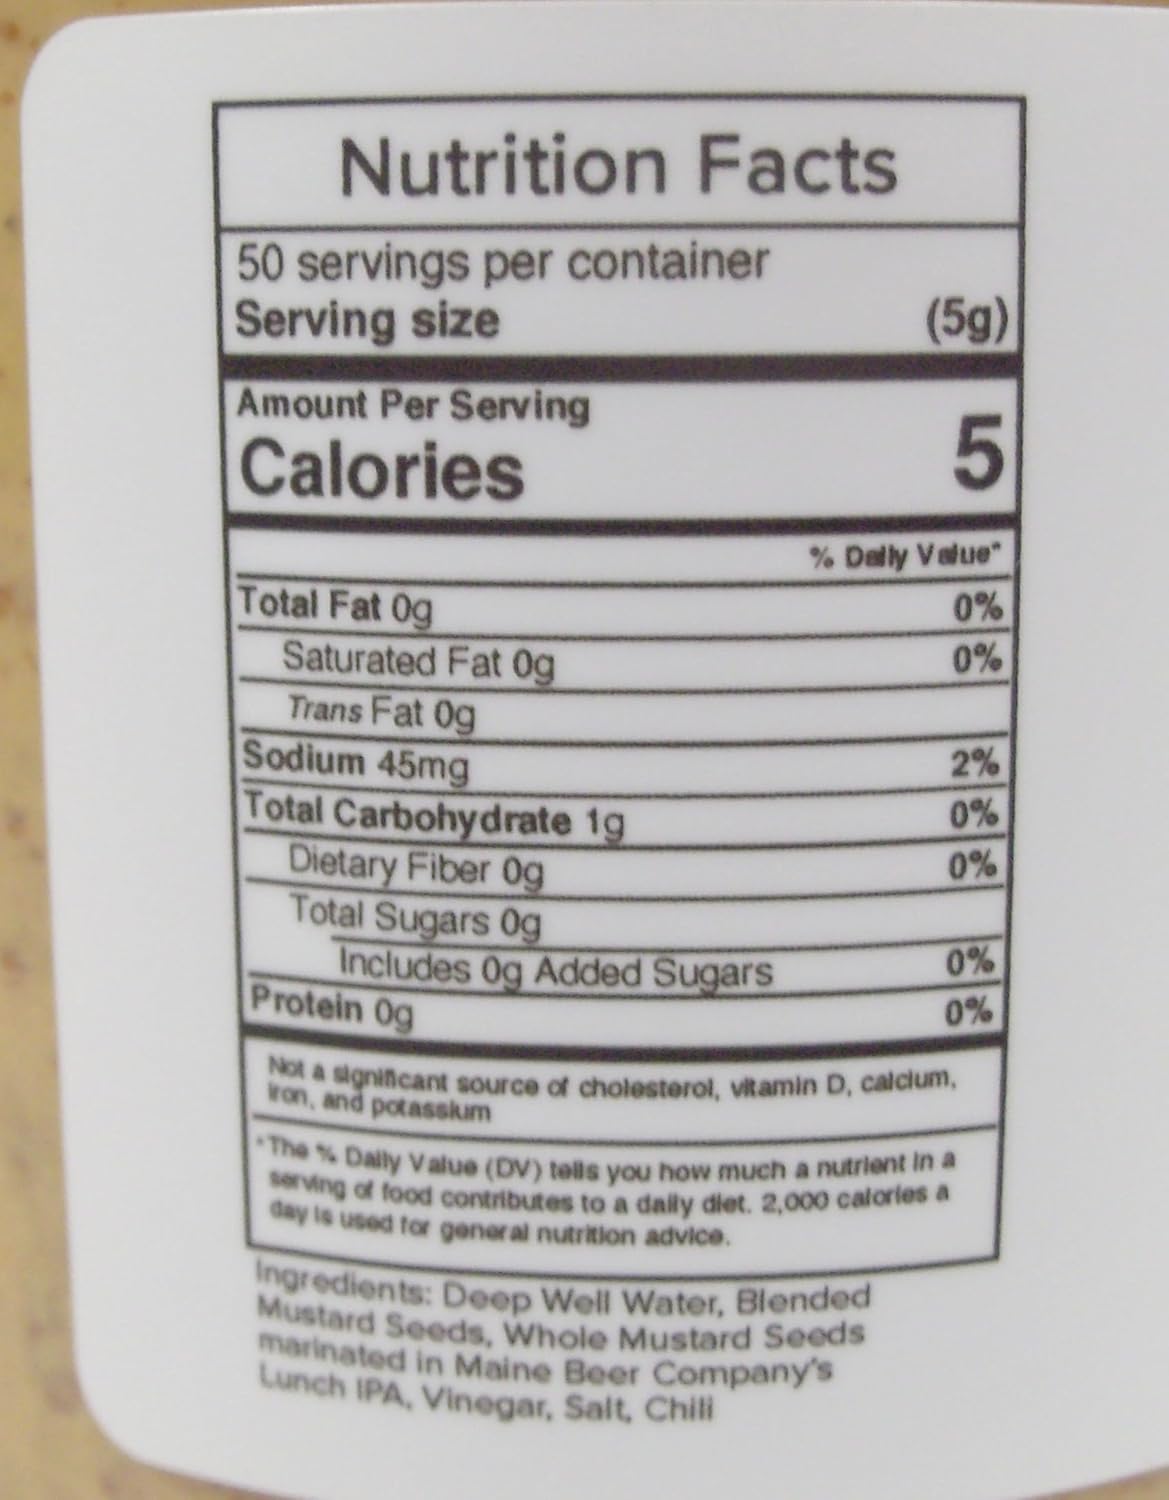 Nutrition Facts
50 servings per container
Serving size (5g)
Amount Per Serving
Calories 5
% Daily Value*
Total Fat 0g 0%
Saturated Fat 0g 0%
Trans Fat 0g
Sodium 45mg 2%
Total Carbohydrate 1g 0%
Dietary Fiber 0g 0%
Total Sugars 0g
Includes 0g Added Sugars 0%
Protein 0g 0%
Not a significant source of cholesterol, vitamin D, calcium,
iron, and potassium
*The % Daily Value (DV) tells you how much a nutrient in a
serving of food contributes to a daily diet. 2,000 calories a
day is used for general nutrition advice.
Ingredients: Deep Well Water, Blended
Mustard Seeds, Whole Mustard Seeds
marinated in Maine Beer Company's
Lunch IPA, Vinegar, Salt, Chili